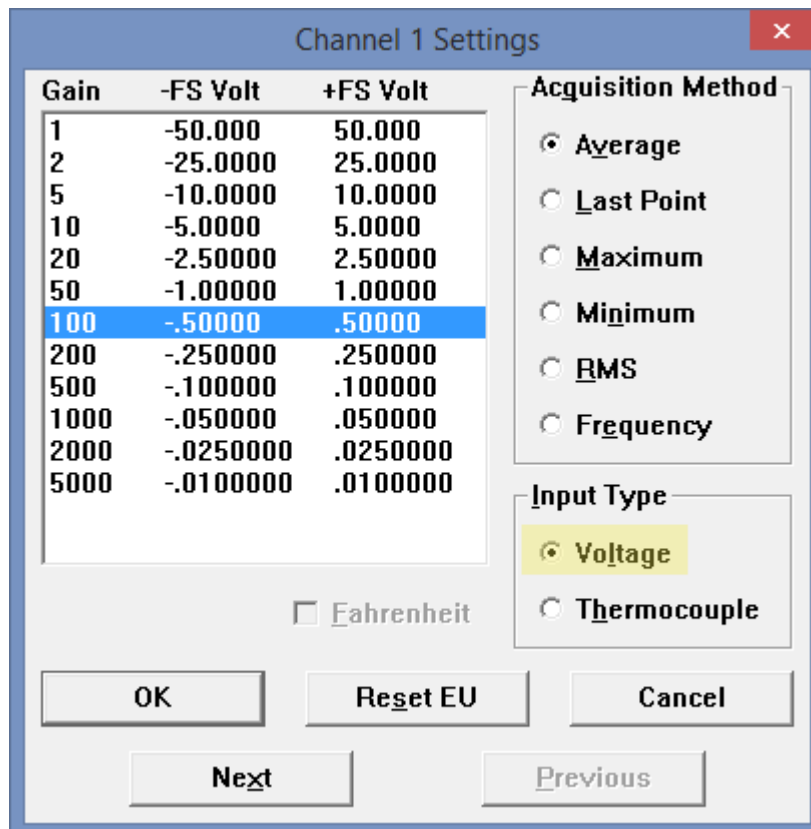 Channel 1 Settings
Gain -FS Volt +FS Volt
1 -50.000 50.000
2 -25.0000 25.0000
5 -10.0000 10.0000
10 -5.0000 5.0000
20 -2.50000 2.50000
50 -1.00000 1.00000
100 -.50000 .50000
200 -.250000 .250000
500 -.100000 .100000
1000 -.050000 .050000
2000 -.0250000 .0250000
5000 -.0100000 .0100000
Fahrenheit
Acquisition Method
Average
Last Point
Maximum
Minimum
RMS
Frequency
Input Type
Voltage
Thermocouple
OK Reset EU Cancel
Next Previous